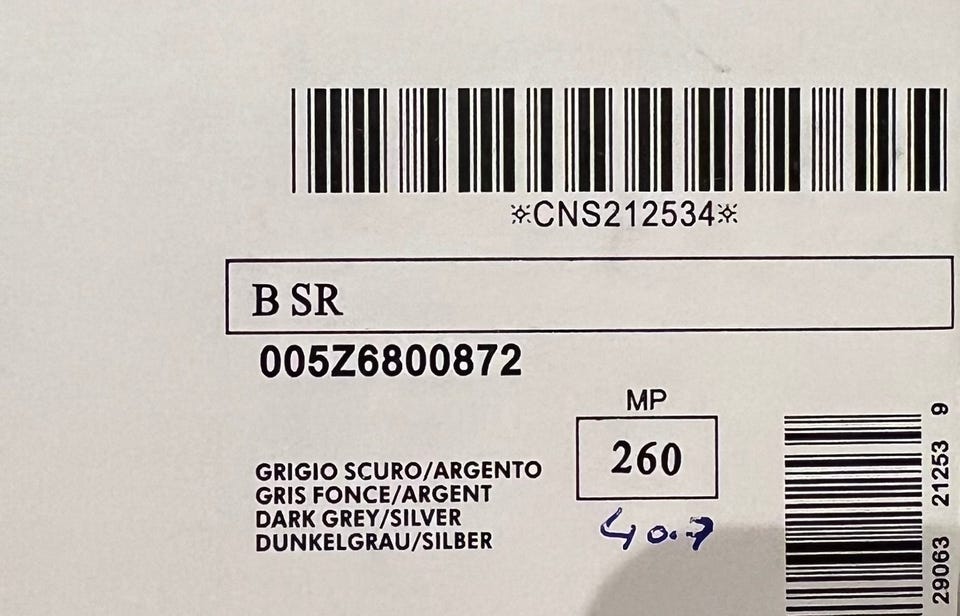 *CNS212534*
B SR
005Z6800872
MP
260
GRIGIO SCURO/ARGENTO
GRIS FONCE/ARGENT
DARK GREY/SILVER
DUNKELGRAU/SILBER
40.7
29063 21253 9